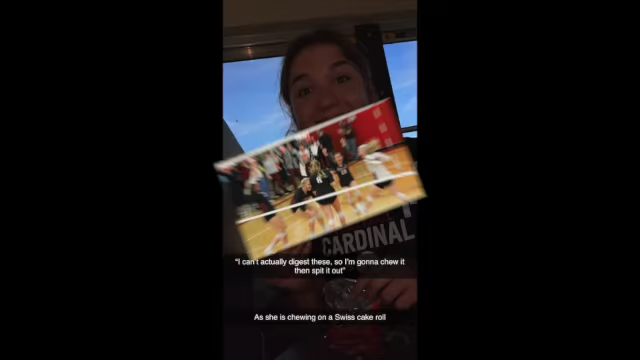 CARDINAL
"I can't actually digest these, so I'm gonna chew it
then spit it out"
As she is chewing on a Swiss cake roll